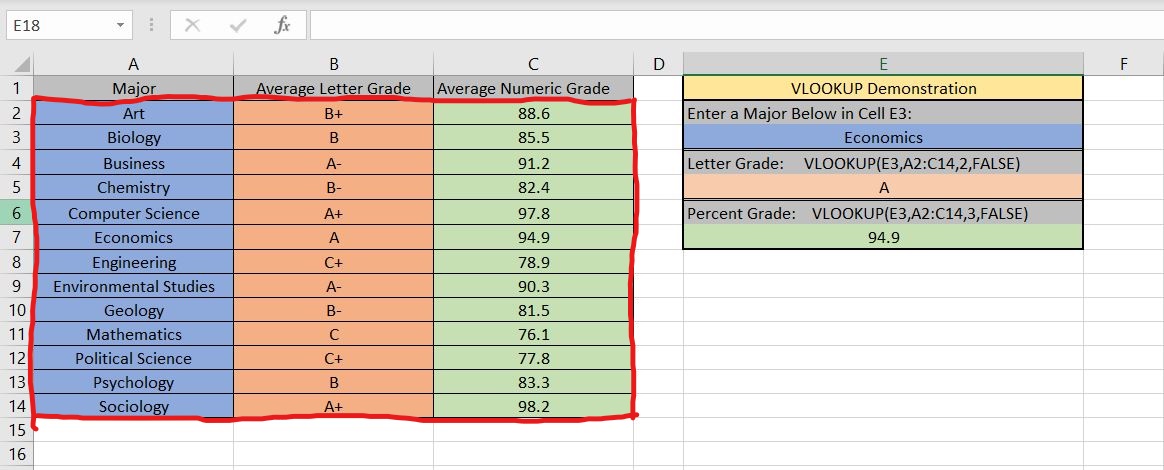 E18 fx
A B C D E F
1 Major Average Letter Grade Average Numeric Grade VLOOKUP Demonstration
2 Art B+ 88.6 Enter a Major Below in Cell E3:
3 Biology B 85.5 Economics
4 Business A- 91.2 Letter Grade: VLOOKUP(E3,A2:C14,2,FALSE)
5 Chemistry B- 82.4 A
6 Computer Science A+ 97.8 Percent Grade: VLOOKUP(E3,A2:C14,3,FALSE)
7 Economics A 94.9 94.9
8 Engineering C+ 78.9
9 Environmental Studies A- 90.3
10 Geology B- 81.5
11 Mathematics C 76.1
12 Political Science C+ 77.8
13 Psychology B 83.3
14 Sociology A+ 98.2
15
16